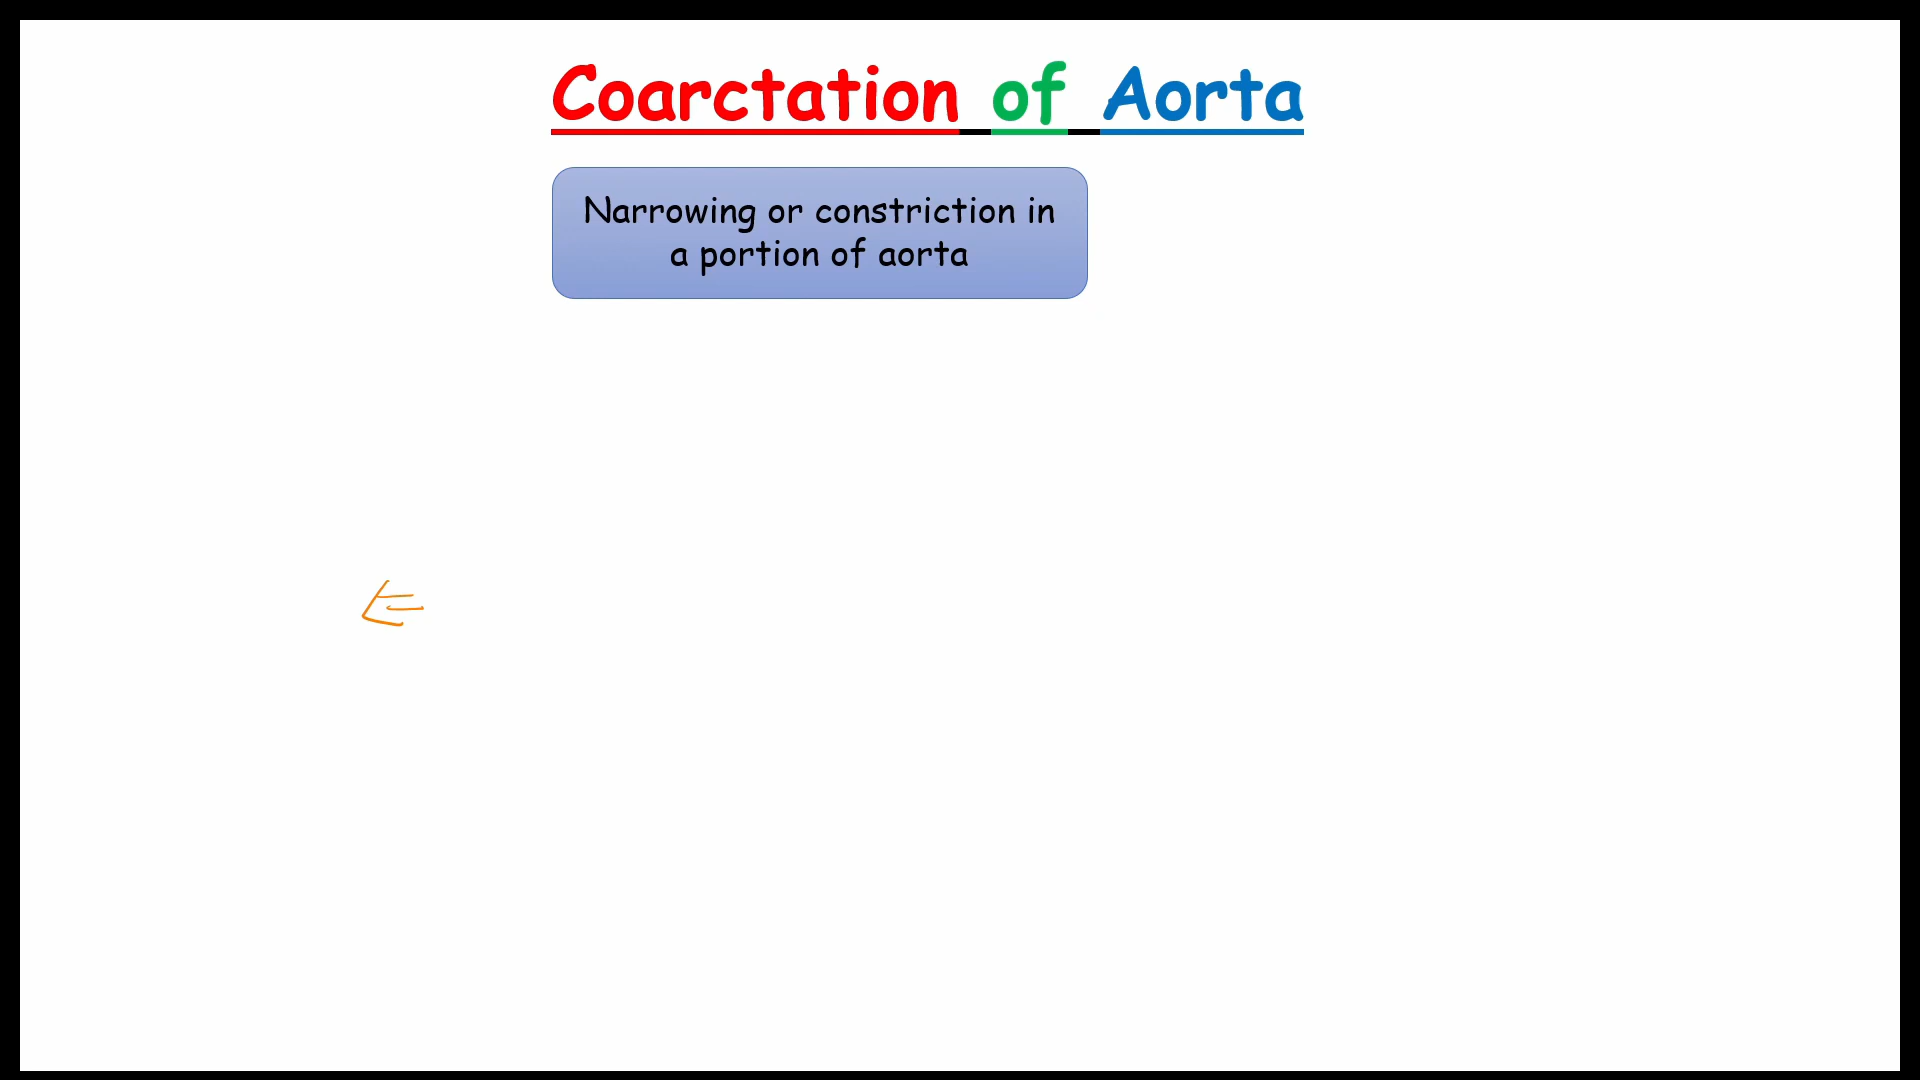 Coarctation of Aorta
Narrowing or constriction in
a portion of aorta